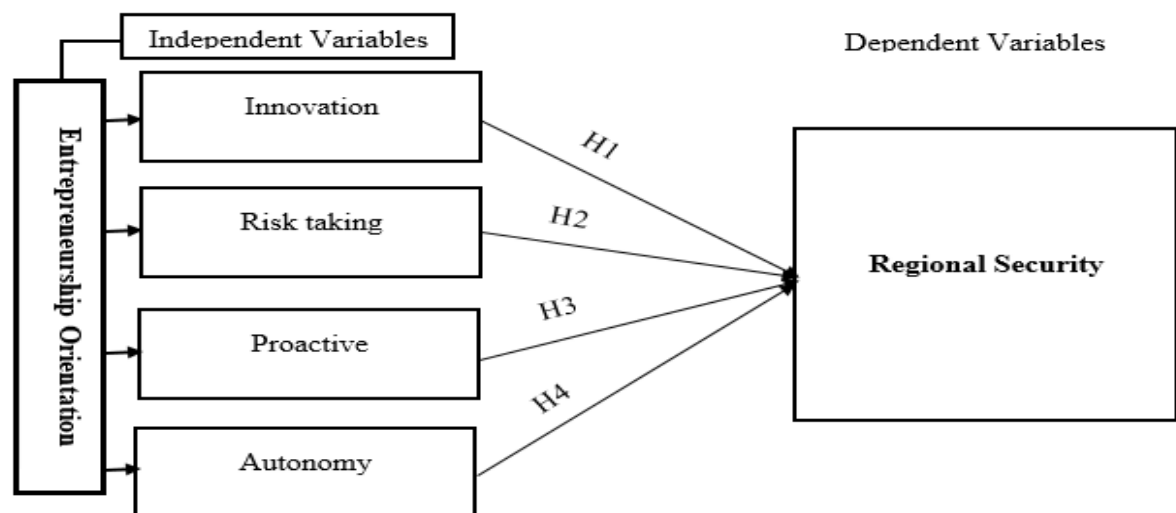 Independent Variables
Dependent Variables
Entrepreneurship Orientation
Innovation
H1
Risk taking
H2
Regional Security
Proactive
H3
Autonomy
H4